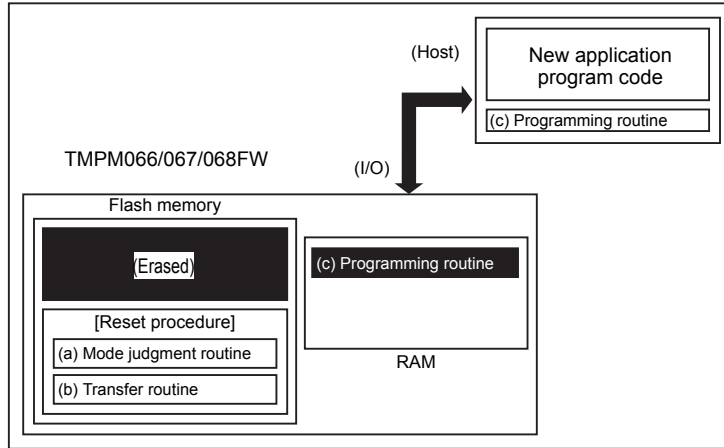 (Host)
New application
program code
(c) Programming routine
TMPM066/067/068FW
(I/O)
Flash memory
(Erased)
(c) Programming routine
[Reset procedure]
(a) Mode judgment routine
(b) Transfer routine
RAM